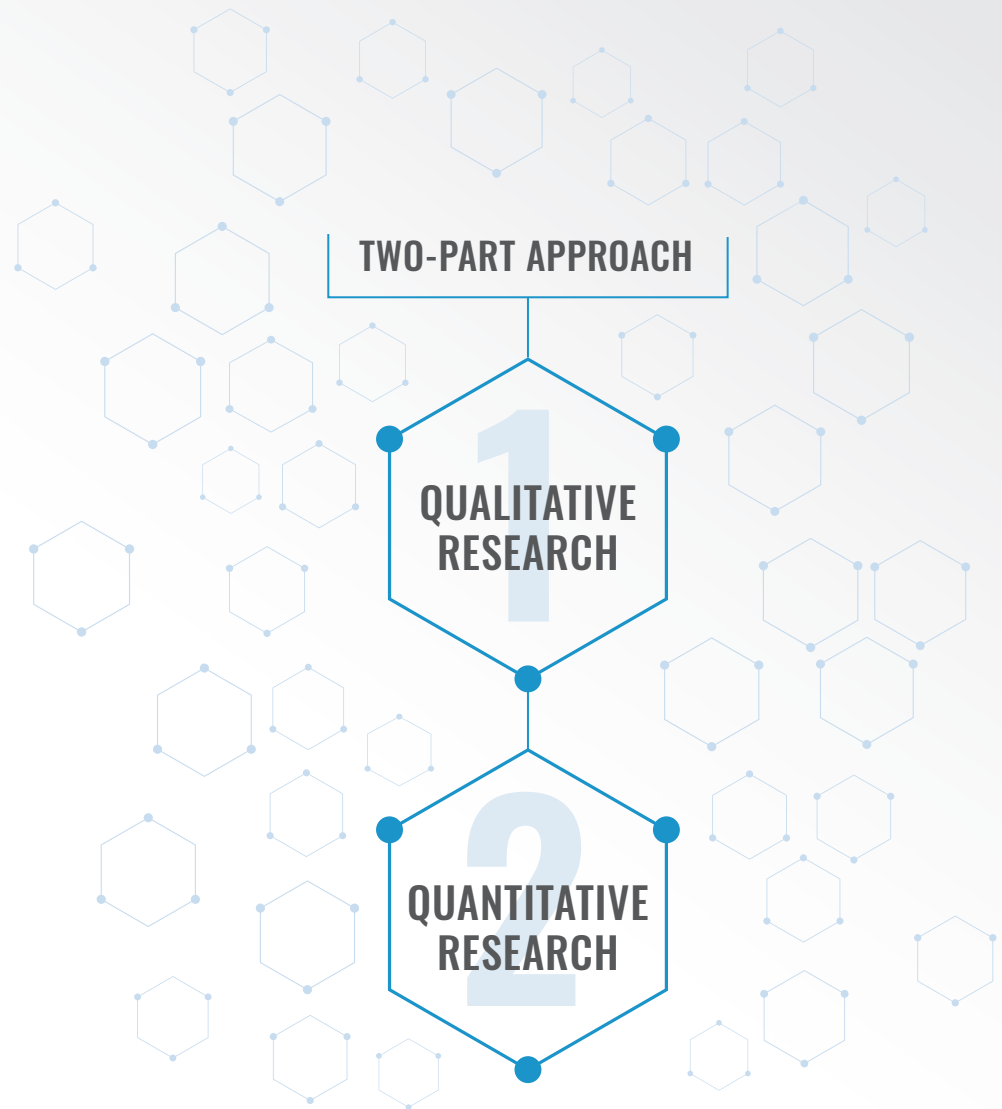 TWO-PART APPROACH
1
QUALITATIVE
RESEARCH
2
QUANTITATIVE
RESEARCH